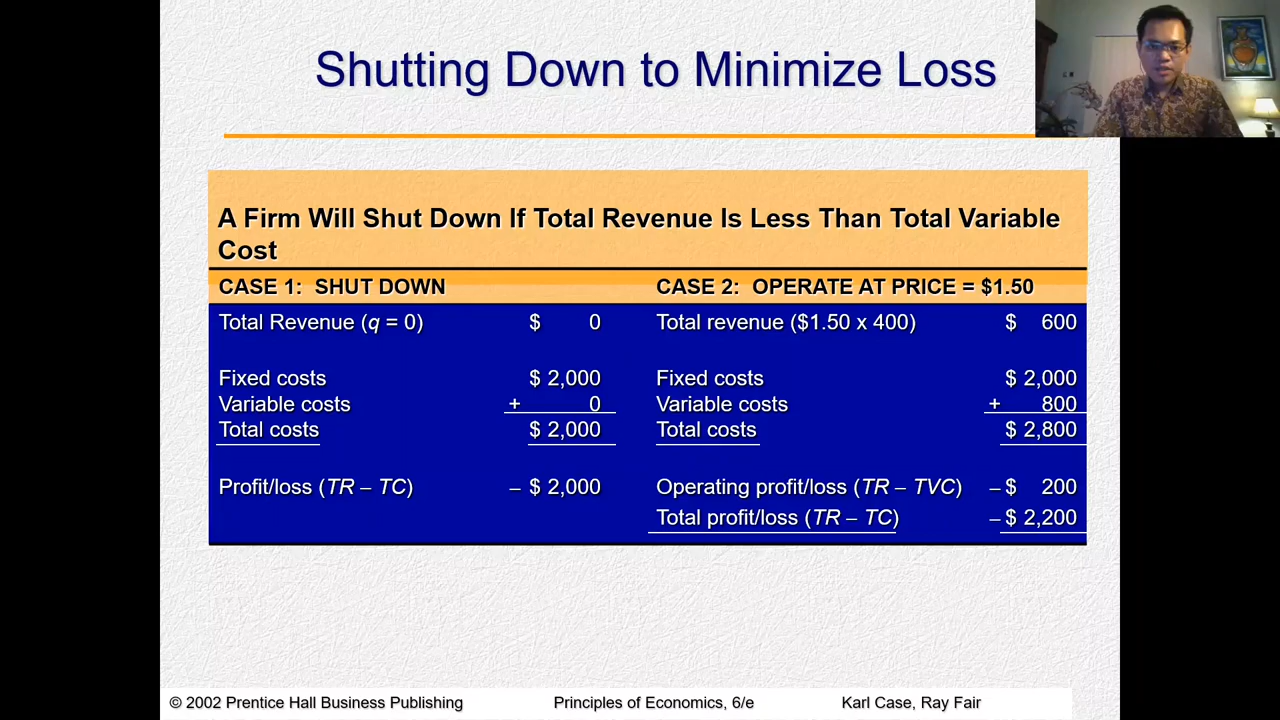 Shutting Down to Minimize Loss
A Firm Will Shut Down If Total Revenue Is Less Than Total Variable
Cost
CASE 1: SHUT DOWN CASE 2: OPERATE AT PRICE = $1.50
Total Revenue (q = 0) $ 0 Total revenue ($1.50 x 400) $ 600
Fixed costs $ 2,000 Fixed costs $ 2,000
Variable costs + 0 Variable costs + 800
Total costs $ 2,000 Total costs $ 2,800
Profit/loss (TR – TC) – $ 2,000 Operating profit/loss (TR – TVC) – $ 200
Total profit/loss (TR – TC) – $ 2,200
© 2002 Prentice Hall Business Publishing Principles of Economics, 6/e Karl Case, Ray Fair